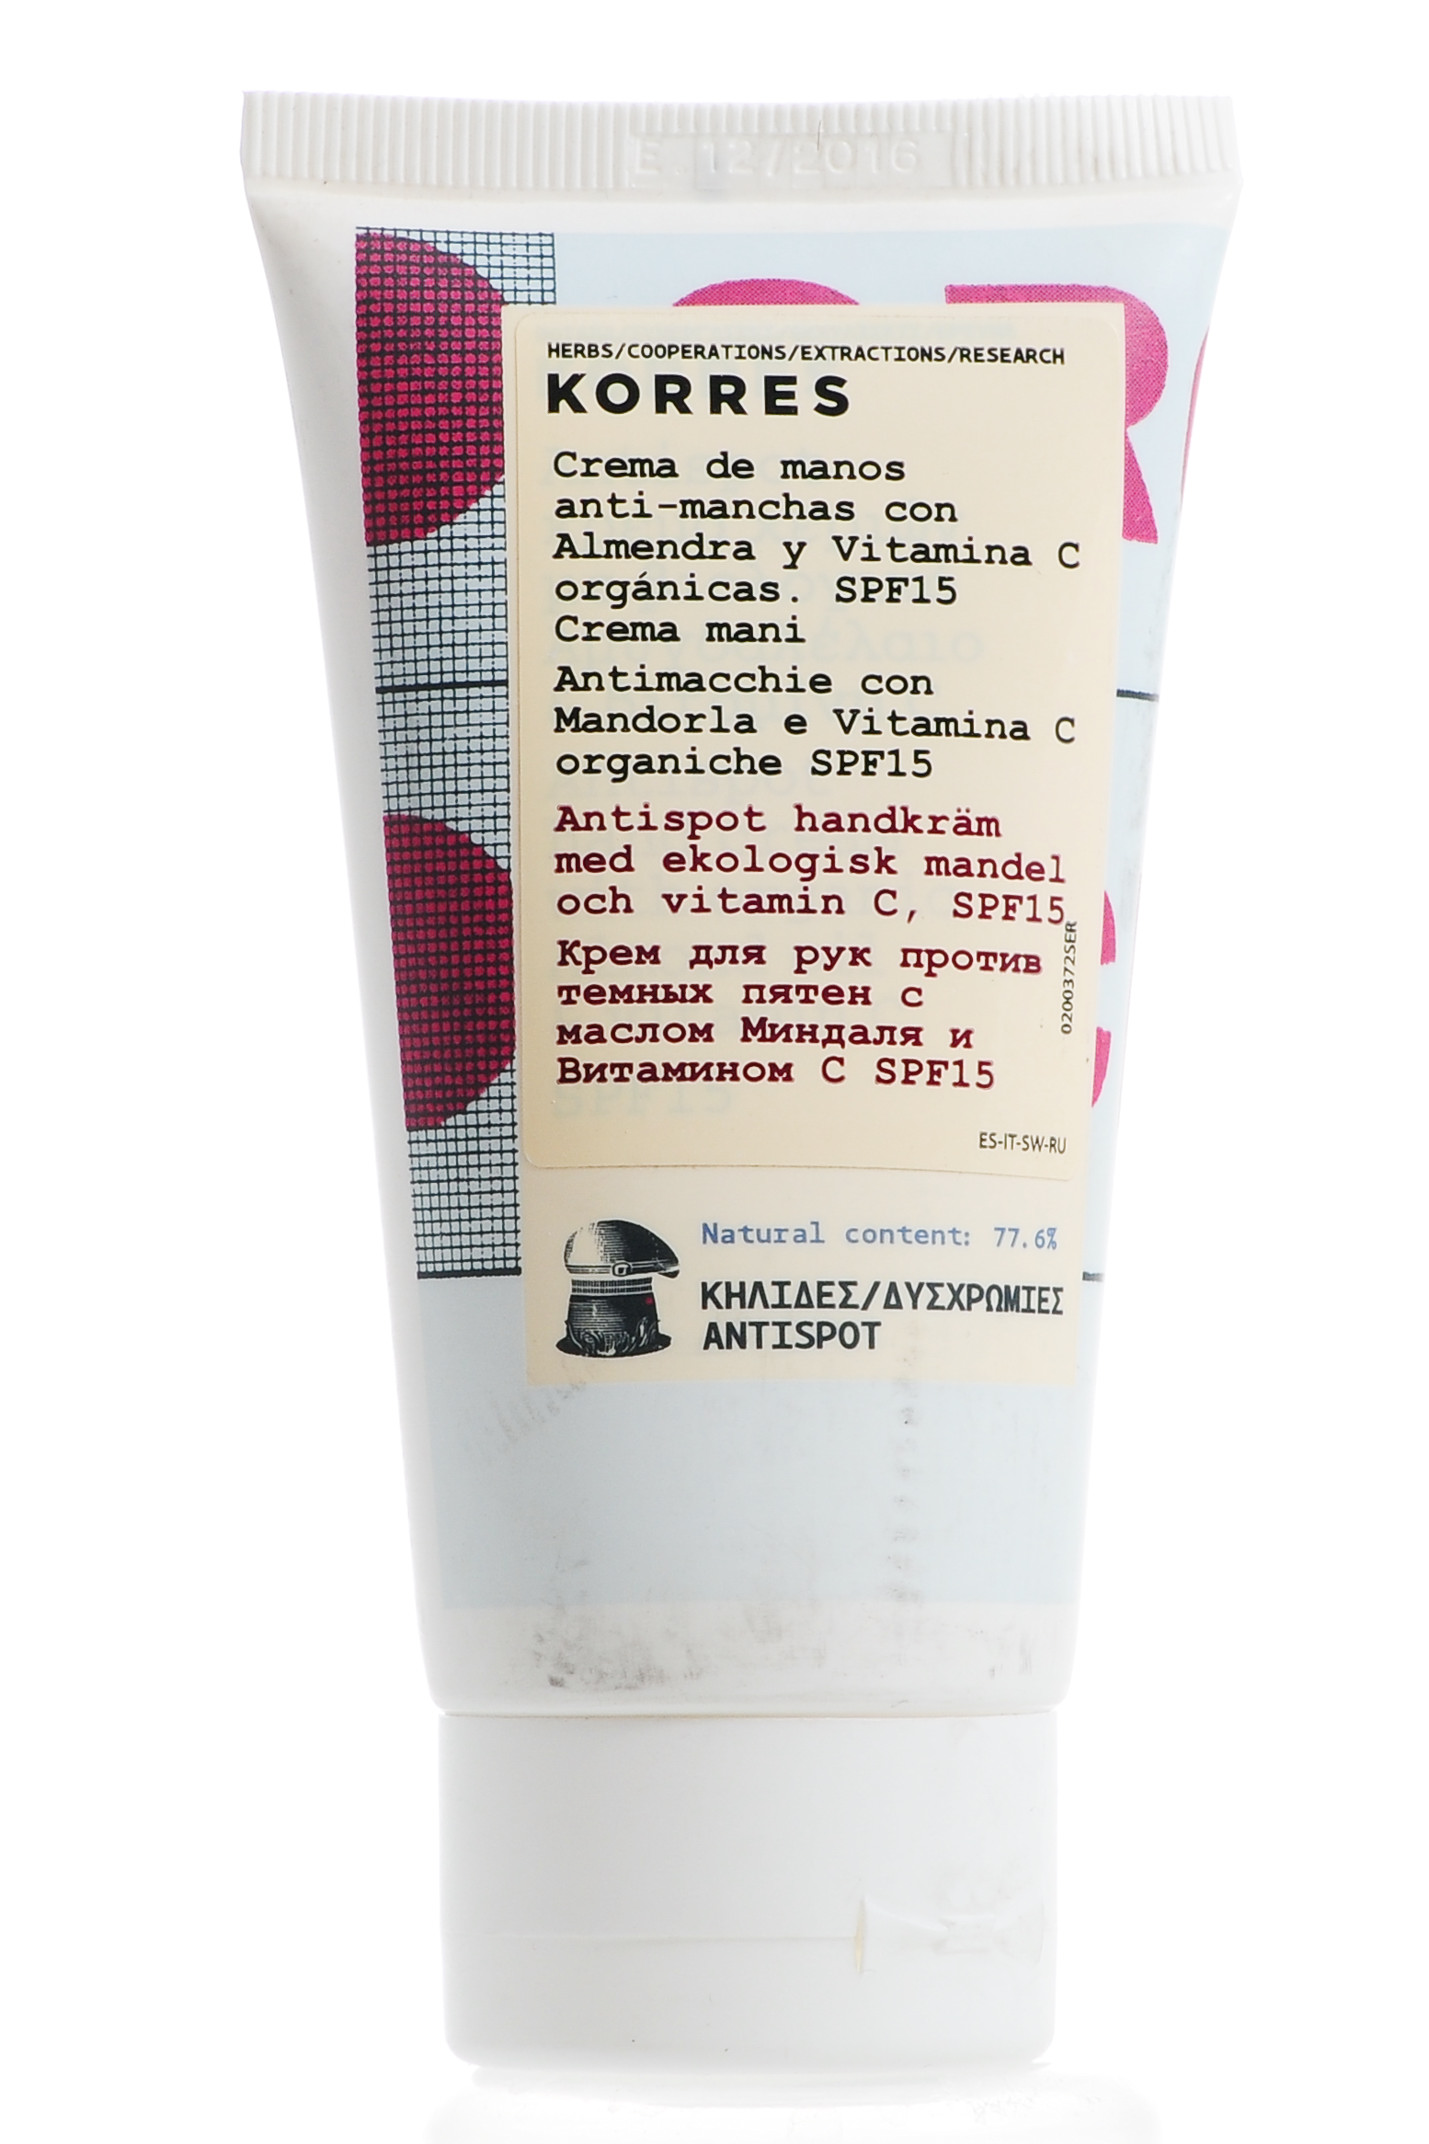 E 12/2016
HERBS/COOPERATIONS/EXTRACTIONS/RESEARCH
KORRES
Crema de manos
anti-manchas con
Almendra y Vitamina C
orgánicas. SPF15
Crema mani
Antimacchie con
Mandorla e Vitamina C
organiche SPF15
Antispot handkräm
med ekologisk mandel
och vitamin C, SPF15
Крем для рук против
темных пятен с
маслом Миндаля и
Витамином С SPF15
02003725ER
ES-IT-SW-RU
Natural content: 77.6%
ΚΗΛΙΔΕΣ/ΔΥΣΧΡΩΜΙΕΣ
ANTISPOT